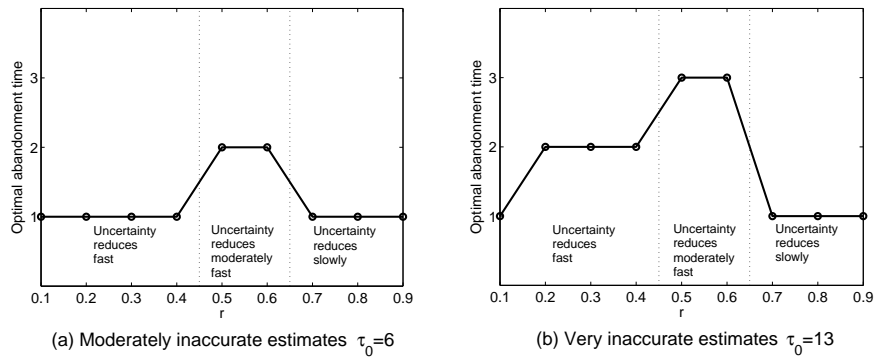 Optimal abandonment time
3
2
1
Uncertainty
reduces
fast
Uncertainty
reduces
moderately
fast
Uncertainty
reduces
slowly
0.1 0.2 0.3 0.4 0.5 0.6 0.7 0.8 0.9
r
(a) Moderately inaccurate estimates τ0=6
Optimal abandonment time
3
2
1
Uncertainty
reduces
fast
Uncertainty
reduces
moderately
fast
Uncertainty
reduces
slowly
0.1 0.2 0.3 0.4 0.5 0.6 0.7 0.8 0.9
r
(b) Very inaccurate estimates τ0=13